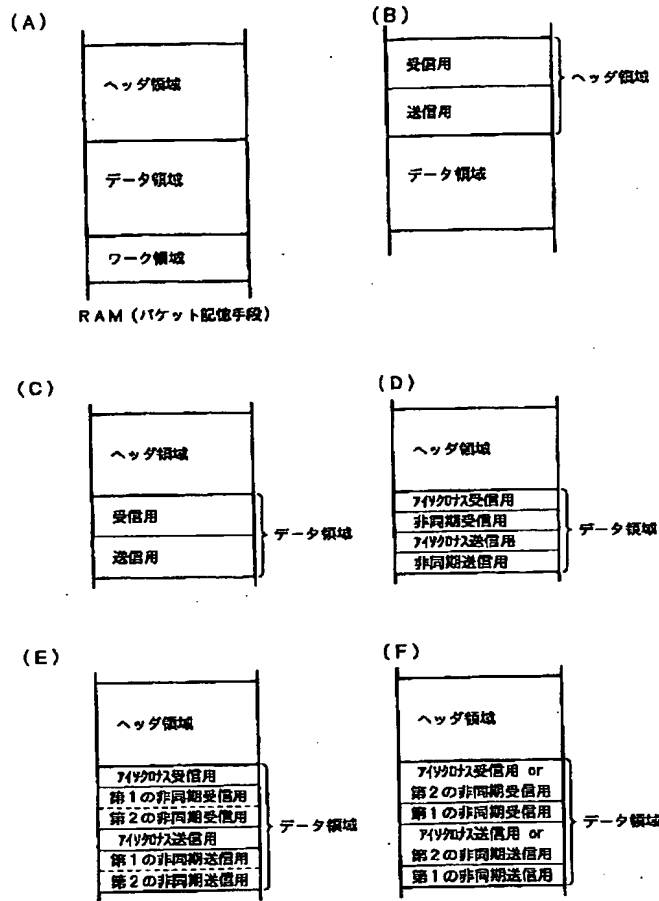 (A)
ヘッダ領域
データ領域
ワーク領域
RAM(パケット記憶手段)
(B)
受信用
送信用
ヘッダ領域
データ領域
(C)
ヘッダ領域
受信用
送信用
データ領域
(D)
ヘッダ領域
アイソクロナス受信用
非同期受信用
アイソクロナス送信用
非同期送信用
データ領域
(E)
ヘッダ領域
アイソクロナス受信用
第1の非同期受信用
第2の非同期受信用
アイソクロナス送信用
第1の非同期送信用
第2の非同期送信用
データ領域
(F)
ヘッダ領域
アイソクロナス受信用 or
第2の非同期受信用
第1の非同期受信用
アイソクロナス送信用 or
第2の非同期送信用
第1の非同期送信用
データ領域